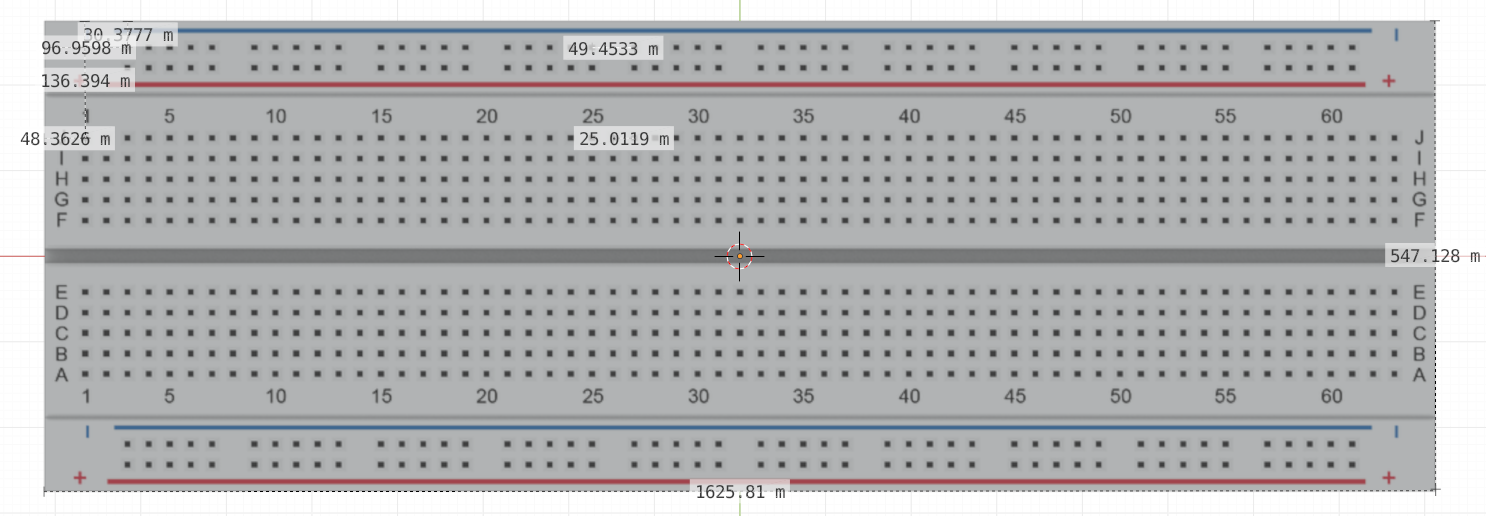 30.3777 m
96.9598 m 49.4533 m
136.394 m +
1 5 10 15 20 25 30 35 40 45 50 55 60
48.3626 m 25.0119 m J
I I
H H
G G
F F
547.128 m
E E
D D
C C
B B
A A
1 5 10 15 20 25 30 35 40 45 50 55 60
+ +
1625.81 m